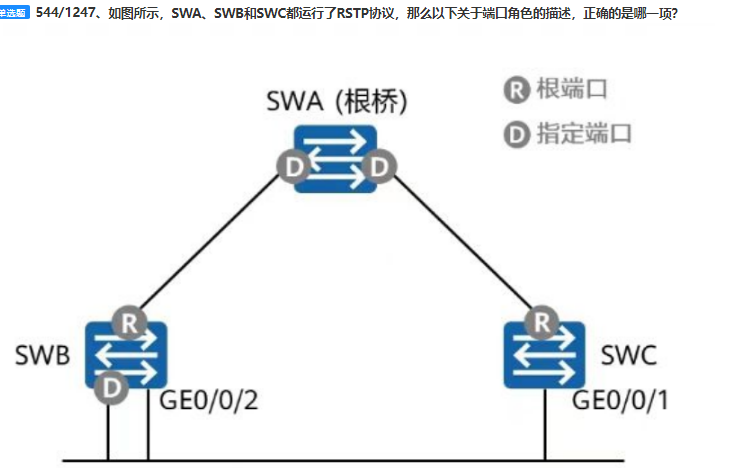 单选题 544/1247、如图所示，SWA、SWB和SWC都运行了RSTP协议，那么以下关于端口角色的描述，正确的是哪一项？
SWA (根桥)
R 根端口
D 指定端口
D D
R R
SWB SWC
D GE0/0/2 GE0/0/1